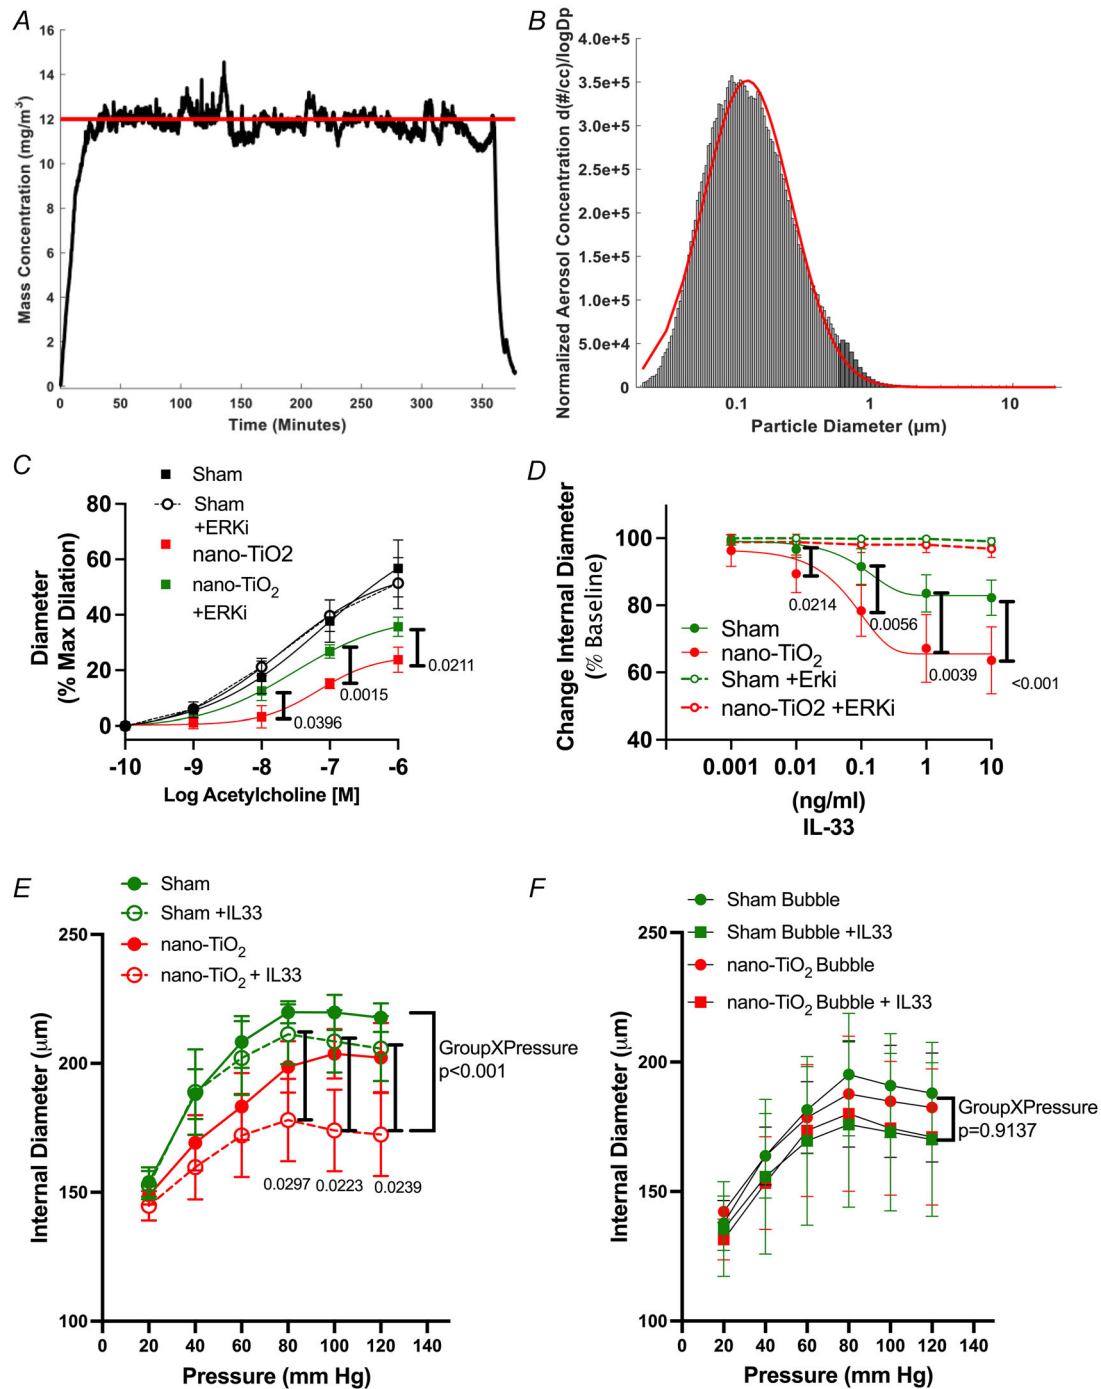 A
Mass Concentration (mg/m³)
16
14
12
10
8
6
4
2
0
0 50 100 150 200 250 300 350
Time (Minutes)
B
Normalized Aerosol Concentration d(#/cc)/logDp
4.0e+5
3.5e+5
3.0e+5
2.5e+5
2.0e+5
1.5e+5
1.0e+5
5.0e+4
0
0.1 1 10
Particle Diameter (µm)
C
Sham
Sham
+ERKi
nano-TiO2
nano-TiO₂
+ERKi
Diameter
(% Max Dilation)
80
60
40
20
0
0.0211
0.0015
0.0396
-10 -9 -8 -7 -6
Log Acetylcholine [M]
D
Change Internal Diameter
(% Baseline)
100
80
60
40
0.0214
0.0056
0.0039
<0.001
Sham
nano-TiO₂
Sham +Erki
nano-TiO2 +ERKi
0.001 0.01 0.1 1 10
(ng/ml)
IL-33
E
Sham
Sham +IL33
nano-TiO₂
nano-TiO₂ + IL33
Internal Diameter (µm)
250
200
150
100
GroupXPressure
p<0.001
0.0297 0.0223 0.0239
0 20 40 60 80 100 120 140
Pressure (mm Hg)
F
Sham Bubble
Sham Bubble +IL33
nano-TiO₂ Bubble
nano-TiO₂ Bubble + IL33
Internal Diameter (µm)
250
200
150
100
GroupXPressure
p=0.9137
0 20 40 60 80 100 120 140
Pressure (mm Hg)